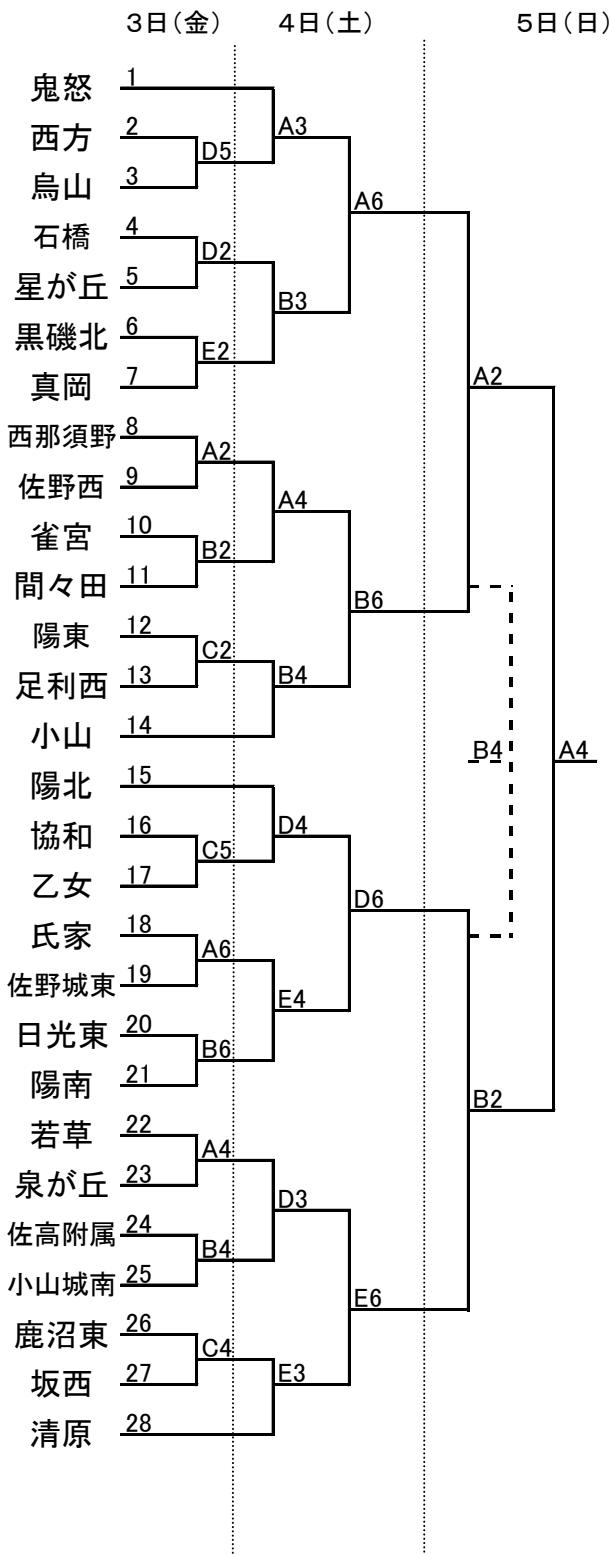 3日(金) 4日(土) 5日(日)
鬼怒 1
A3
西方 2
D5
烏山 3
A6
石橋 4
D2
星が丘 5
B3
黒磯北 6
E2
真岡 7
A2
西那須野 8
A2
佐野西 9
A4
雀宮 10
B2
間々田 11
B6
陽東 12
C2
足利西 13
B4
小山 14
B4 A4
陽北 15
D4
協和 16
C5
乙女 17
D6
氏家 18
A6
佐野城東 19
E4
日光東 20
B6
陽南 21
B2
若草 22
A4
泉が丘 23
D3
佐高附属 24
B4
小山城南 25
E6
鹿沼東 26
C4
坂西 27
E3
清原 28